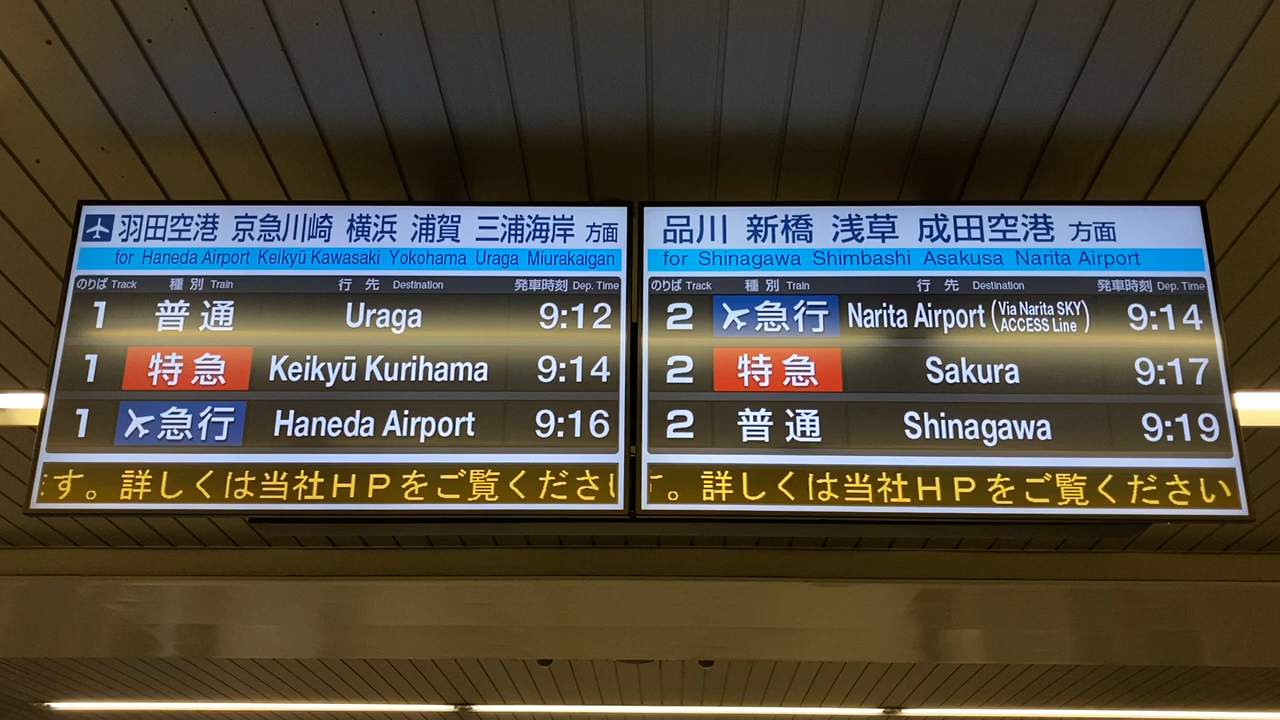 羽田空港 京急川崎 横浜 浦賀 三浦海岸 方面
for Haneda Airport Keikyū Kawasaki Yokohama Uraga Miurakaigan
のりば Track 種別 Train 行先 Destination 発車時刻 Dep. Time
1 普通 Uraga 9:12
1 特急 Keikyū Kurihama 9:14
1 急行 Haneda Airport 9:16
す。詳しくは当社HPをご覧ください
品川 新橋 浅草 成田空港 方面
for Shinagawa Shimbashi Asakusa Narita Airport
のりば Track 種別 Train 行先 Destination 発車時刻 Dep. Time
2 急行 Narita Airport (Via Narita SKY ACCESS Line) 9:14
2 特急 Sakura 9:17
2 普通 Shinagawa 9:19
。詳しくは当社HPをご覧ください